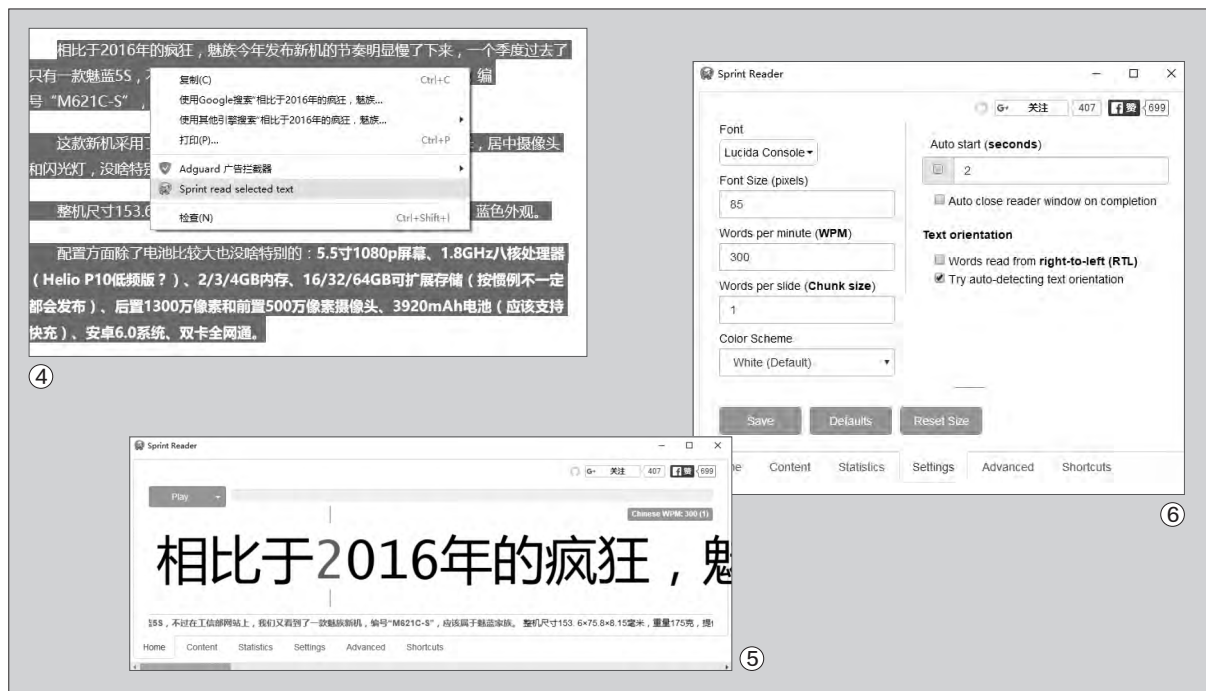 相比于2016年的疯狂，魅族今年发布新机的节奏明显慢了下来，一个季度过去了
只有一款魅蓝5S，
编
号“M621C-S”，
这款新机采用
，居中摄像头
和闪光灯，没啥特
整机尺寸153.6
蓝色外观。
配置方面除了电池比较大也没啥特别的：5.5寸1080p屏幕、1.8GHz八核处理器
（Helio P10低频版？）、2/3/4GB内存、16/32/64GB可扩展存储（按惯例不一定
都会发布）、后置1300万像素和前置500万像素摄像头、3920mAh电池（应该支持
快充）、安卓6.0系统、双卡全网通。
复制(C) Ctrl+C
使用Google搜索“相比于2016年的疯狂，魅族...
使用其他引擎搜索“相比于2016年的疯狂，魅族...
打印(P)... Ctrl+P
Adguard 广告拦截器
Sprint read selected text
检查(N) Ctrl+Shift+I
④
Sprint Reader
G+ 关注 407 赞 699
Play
Chinese WPM: 300 (1)
相比于2016年的疯狂，魅
5S，不过在工信部网站上，我们又看到了一款魅族新机，编号“M621C-S”，应该属于魅蓝家族。 整机尺寸153.6×75.8×8.15毫米，重量175克，提
Home Content Statistics Settings Advanced Shortcuts
⑤
Sprint Reader
G+ 关注 407 赞 699
Font
Lucida Console
Font Size (pixels)
85
Words per minute (WPM)
300
Words per slide (Chunk size)
1
Color Scheme
White (Default)
Auto start (seconds)
2
Auto close reader window on completion
Text orientation
Words read from right-to-left (RTL)
Try auto-detecting text orientation
Save Defaults Reset Size
ne Content Statistics Settings Advanced Shortcuts
⑥